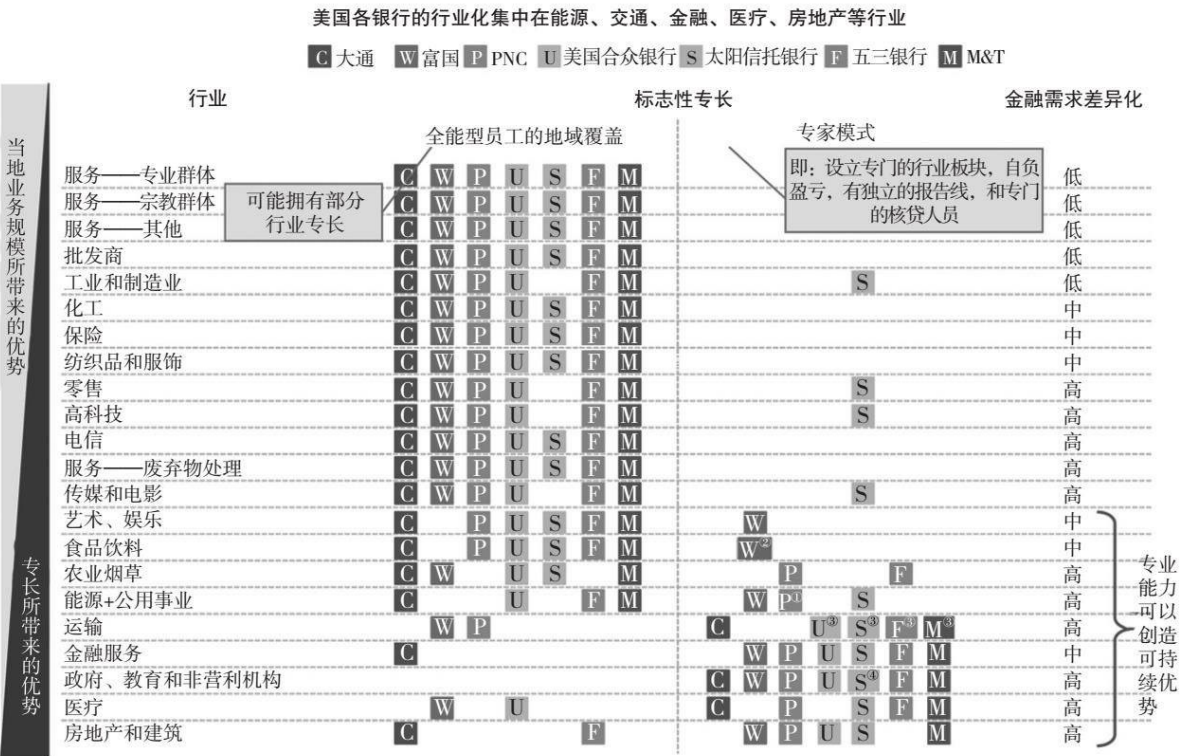 美国各银行的行业化集中在能源、交通、金融、医疗、房地产等行业
C 大通 W 富国 P PNC U 美国合众银行 S 太阳信托银行 F 五三银行 M M&T
行业 标志性专长 金融需求差异化
全能型员工的地域覆盖 专家模式
可能拥有部分
行业专长
即：设立专门的行业板块，自负
盈亏，有独立的报告线，和专门
的核贷人员
当地业务规模所带来的优势
专长所带来的优势
服务——专业群体 C W P U S F M 低
服务——宗教群体 C W P U S F M 低
服务——其他 C W P U S F M 低
批发商 C W P U S F M 低
工业和制造业 C W P U F M S 低
化工 C W P U S F M 中
保险 C W P U S F M 中
纺织品和服饰 C W P U S F M 中
零售 C W P U F M S 高
高科技 C W P U F M S 高
电信 C W P U S F M 高
服务——废弃物处理 C W P U S F M 高
传媒和电影 C W P U F M S 高
艺术、娱乐 C P U S F M W 中
食品饮料 C P U S F M W② 中
农业烟草 C W U S M P F 高
能源+公用事业 C U F M W P① S 高
运输 W P C U③ S③ F③ M③ 高
金融服务 C W P U S F M 中
政府、教育和非营利机构 C W P U S④ F M 高
医疗 W U C P S F M 高
房地产和建筑 C F W P U S M 高
专业
能力
可以
创造
可持
续优
势